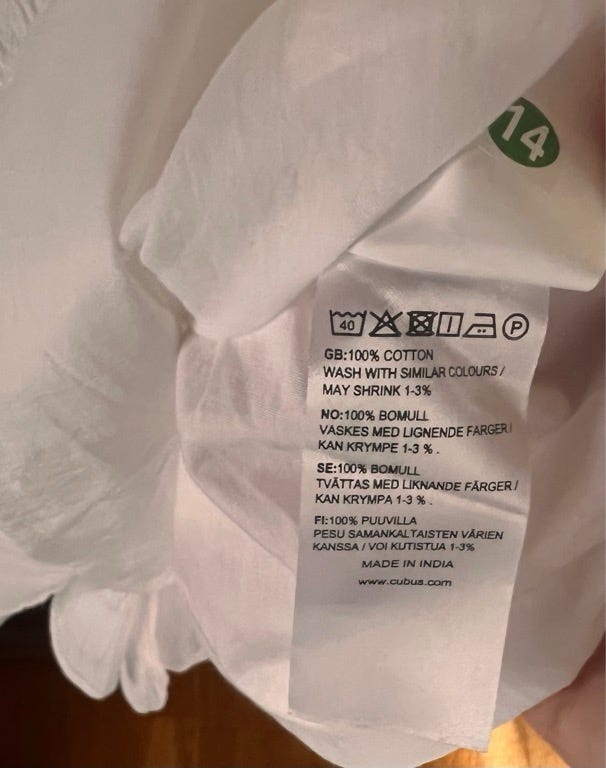 14
40 P
GB:100% COTTON
WASH WITH SIMILAR COLOURS/
MAY SHRINK 1-3%
NO:100% BOMULL
VASKES MED LIGNENDE FARGER/
KAN KRYMPE 1-3 % .
SE:100% BOMULL
TVÄTTAS MED LIKNANDE FÄRGER/
KAN KRYMPA 1-3 % .
FI:100% PUUVILLA
PESU SAMANKALTAISTEN VÄRIEN
KANSSA / VOI KUTISTUA 1-3%
MADE IN INDIA
www.cubus.com